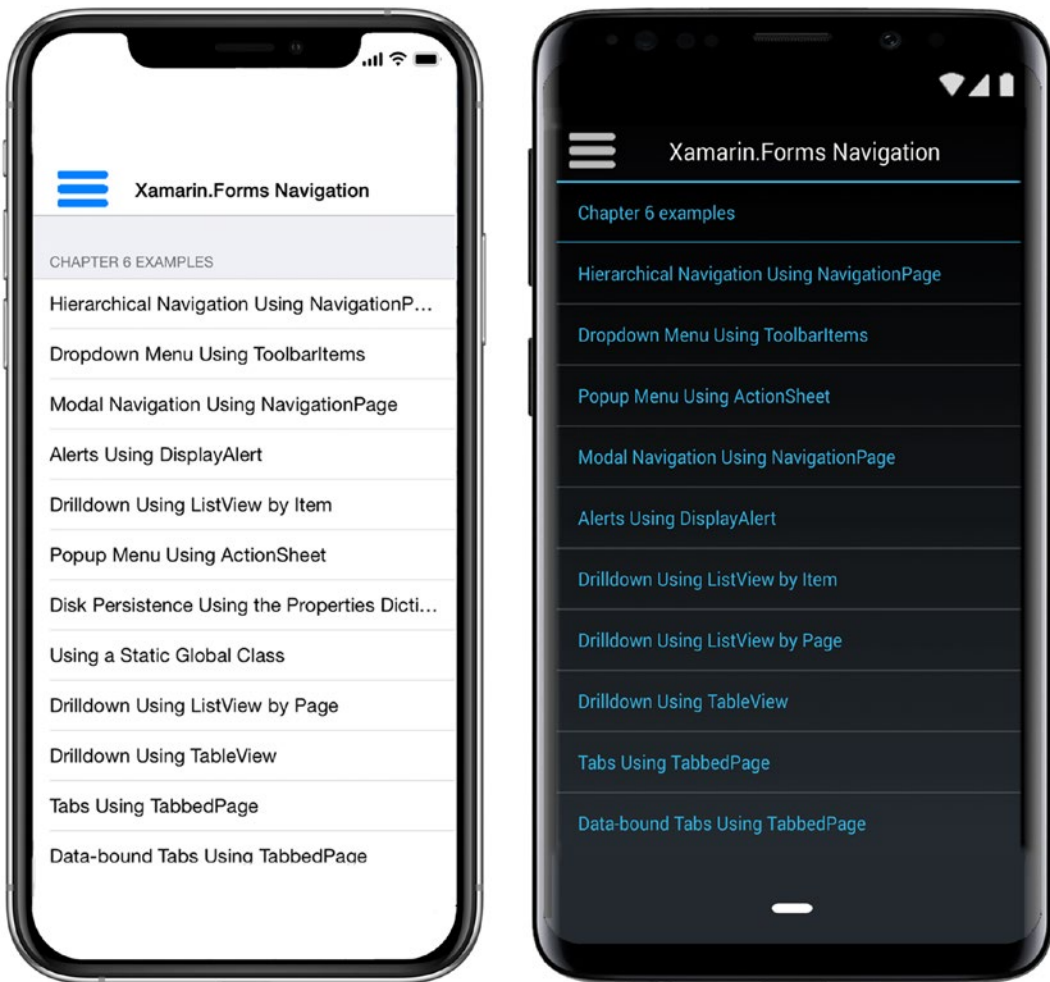 Xamarin.Forms Navigation
CHAPTER 6 EXAMPLES
Hierarchical Navigation Using NavigationP...
Dropdown Menu Using ToolbarItems
Modal Navigation Using NavigationPage
Alerts Using DisplayAlert
Drilldown Using ListView by Item
Popup Menu Using ActionSheet
Disk Persistence Using the Properties Dicti...
Using a Static Global Class
Drilldown Using ListView by Page
Drilldown Using TableView
Tabs Using TabbedPage
Data-bound Tabs Using TabbedPage
Xamarin.Forms Navigation
Chapter 6 examples
Hierarchical Navigation Using NavigationPage
Dropdown Menu Using ToolbarItems
Popup Menu Using ActionSheet
Modal Navigation Using NavigationPage
Alerts Using DisplayAlert
Drilldown Using ListView by Item
Drilldown Using ListView by Page
Drilldown Using TableView
Tabs Using TabbedPage
Data-bound Tabs Using TabbedPage